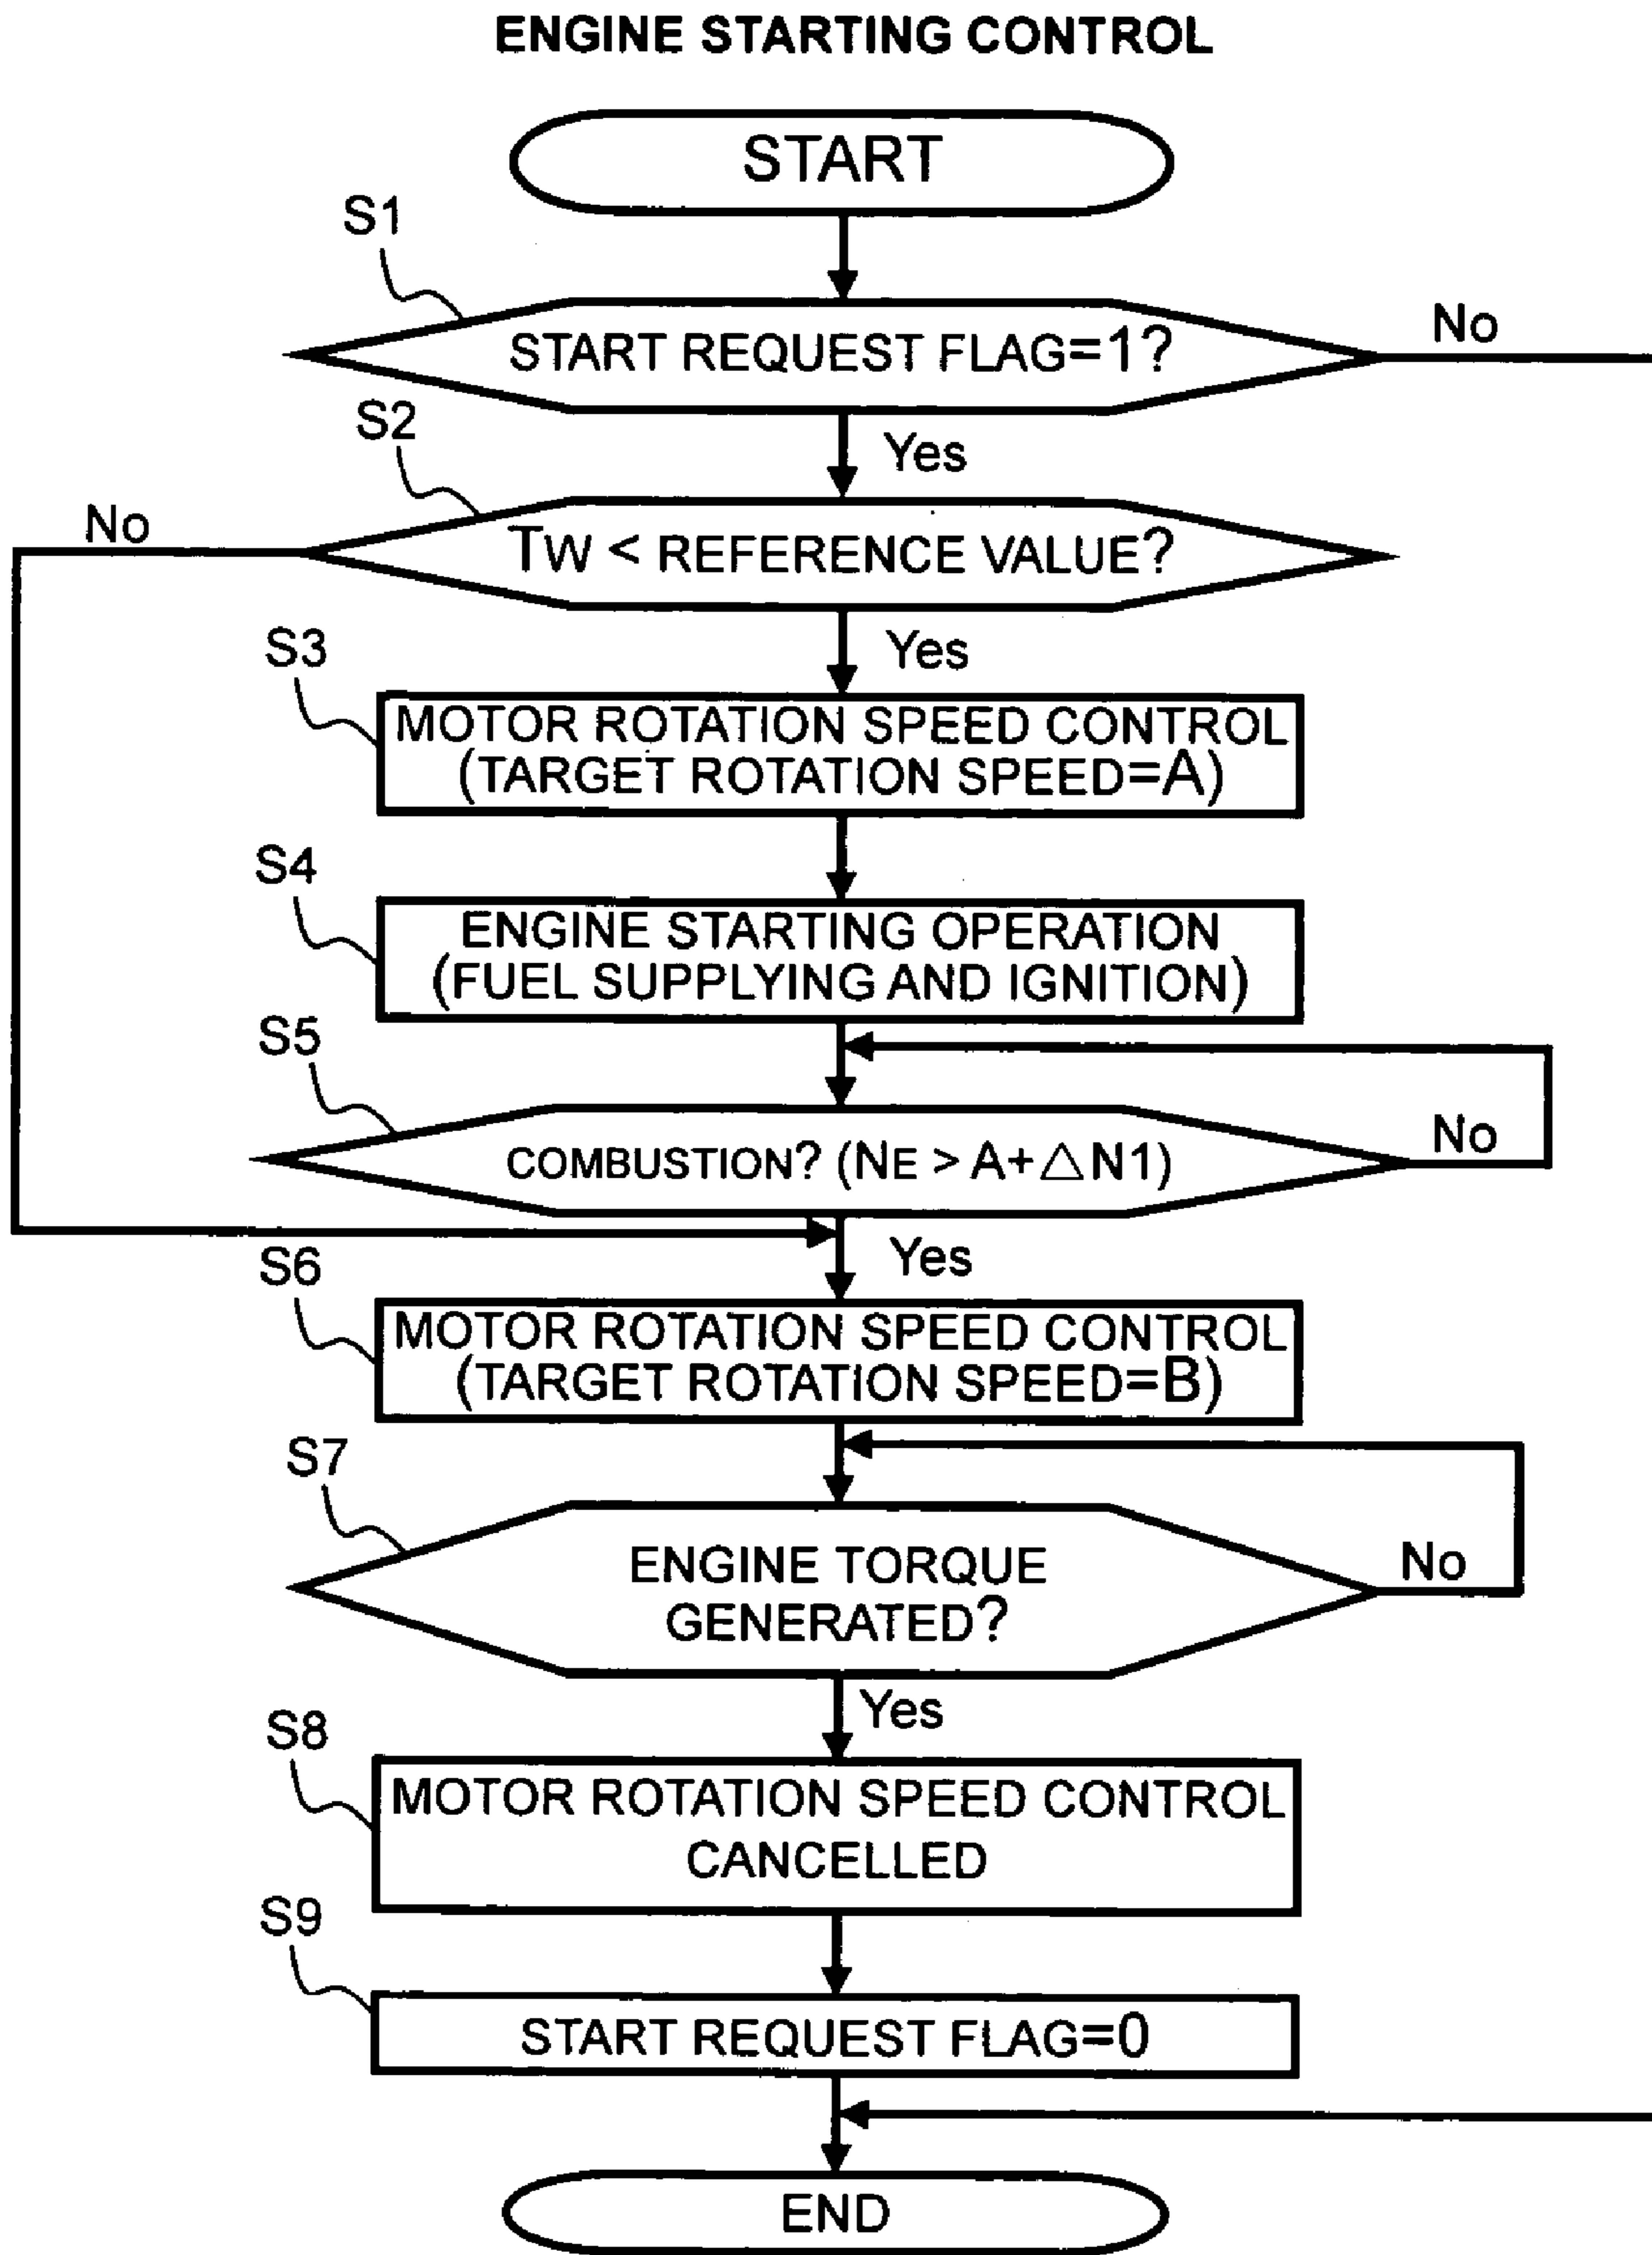 ENGINE STARTING CONTROL
START
S1
START REQUEST FLAG=1?
No
Yes
S2
No
TW < REFERENCE VALUE?
Yes
S3
MOTOR ROTATION SPEED CONTROL
(TARGET ROTATION SPEED=A)
S4
ENGINE STARTING OPERATION
(FUEL SUPPLYING AND IGNITION)
S5
COMBUSTION? (NE > A+△N1)
No
Yes
S6
MOTOR ROTATION SPEED CONTROL
(TARGET ROTATION SPEED=B)
S7
ENGINE TORQUE
GENERATED?
No
Yes
S8
MOTOR ROTATION SPEED CONTROL
CANCELLED
S9
START REQUEST FLAG=0
END